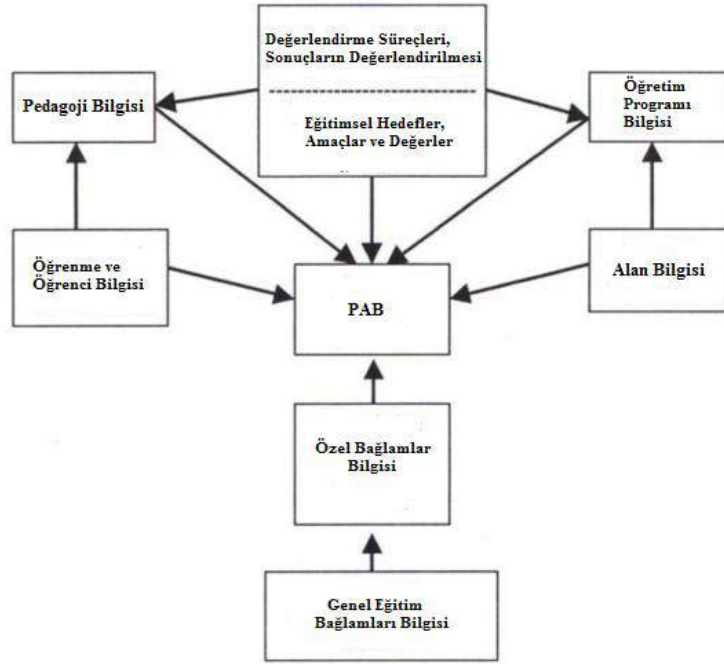 Değerlendirme Süreçleri,
Sonuçların Değerlendirilmesi
Eğitimsel Hedefler,
Amaçlar ve Değerler
Pedagoji Bilgisi
Öğretim
Programı
Bilgisi
Öğrenme ve
Öğrenci Bilgisi
PAB
Alan Bilgisi
Özel Bağlamlar
Bilgisi
Genel Eğitim
Bağlamları Bilgisi